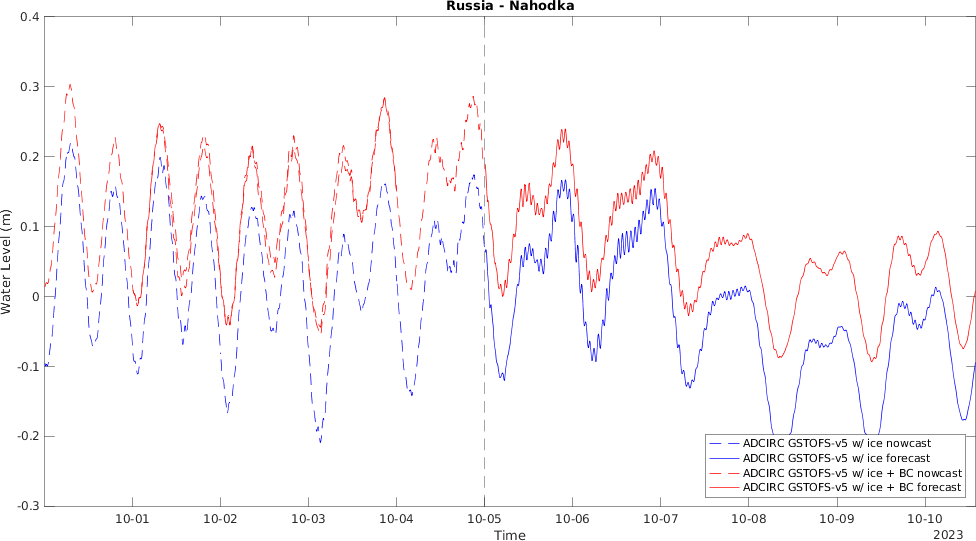 Russia - Nahodka
0.4
0.3
0.2
0.1
0
-0.1
-0.2
-0.3
Water Level (m)
ADCIRC GSTOFS-v5 w/ ice nowcast
ADCIRC GSTOFS-v5 w/ ice forecast
ADCIRC GSTOFS-v5 w/ ice + BC nowcast
ADCIRC GSTOFS-v5 w/ ice + BC forecast
10-01 10-02 10-03 10-04 10-05 10-06 10-07 10-08 10-09 10-10
Time
2023